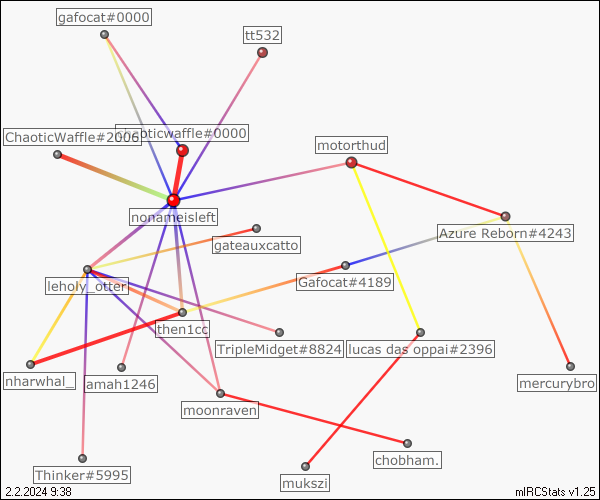 gafocat#0000
tt532
ChaoticWaffle#2006
chaoticwaffle#0000
motorthud
nonameisleft
Azure Reborn#4243
gateauxcatto
leholy_otter
Gafocat#4189
then1cc
TripleMidget#8824
lucas das oppai#2396
nharwhal_
amah1246
mercurybro
moonraven
chobham.
Thinker#5995
mukszi
2.2.2024 9:38
mIRCStats v1.25